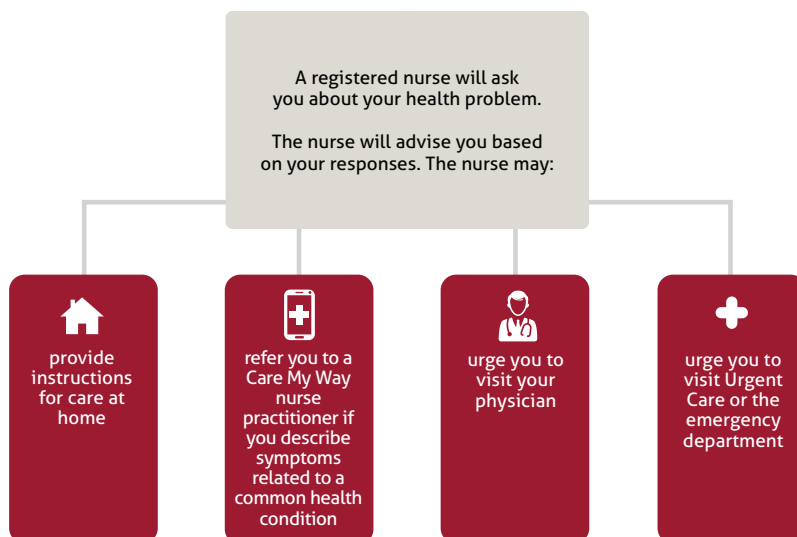 A registered nurse will ask
you about your health problem.
The nurse will advise you based
on your responses. The nurse may:
provide
instructions
for care at
home
refer you to a
Care My Way
nurse
practitioner if
you describe
symptoms
related to a
common health
condition
urge you to
visit your
physician
urge you to
visit Urgent
Care or the
emergency
department